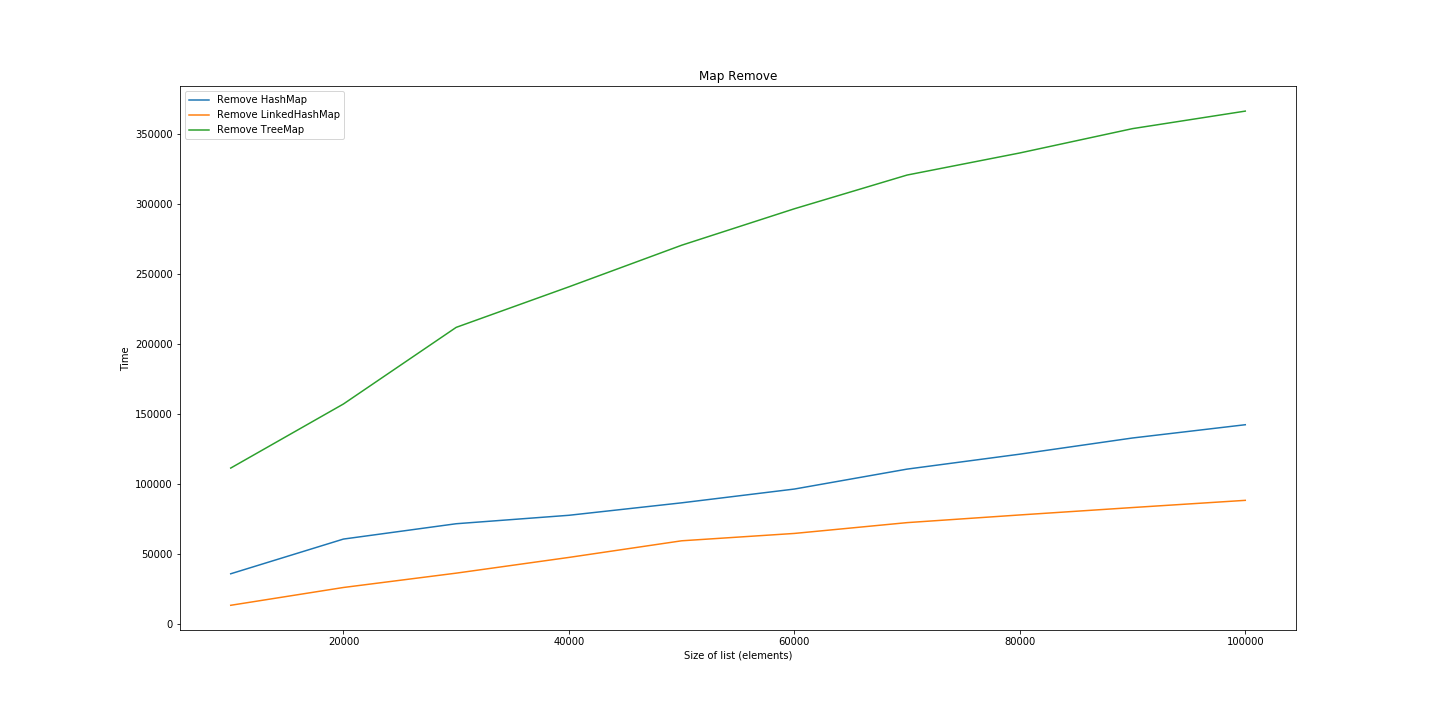 Map Remove
Remove HashMap
Remove LinkedHashMap
Remove TreeMap
350000
300000
250000
200000
150000
100000
50000
0
Time
20000
40000
60000
80000
100000
Size of list (elements)